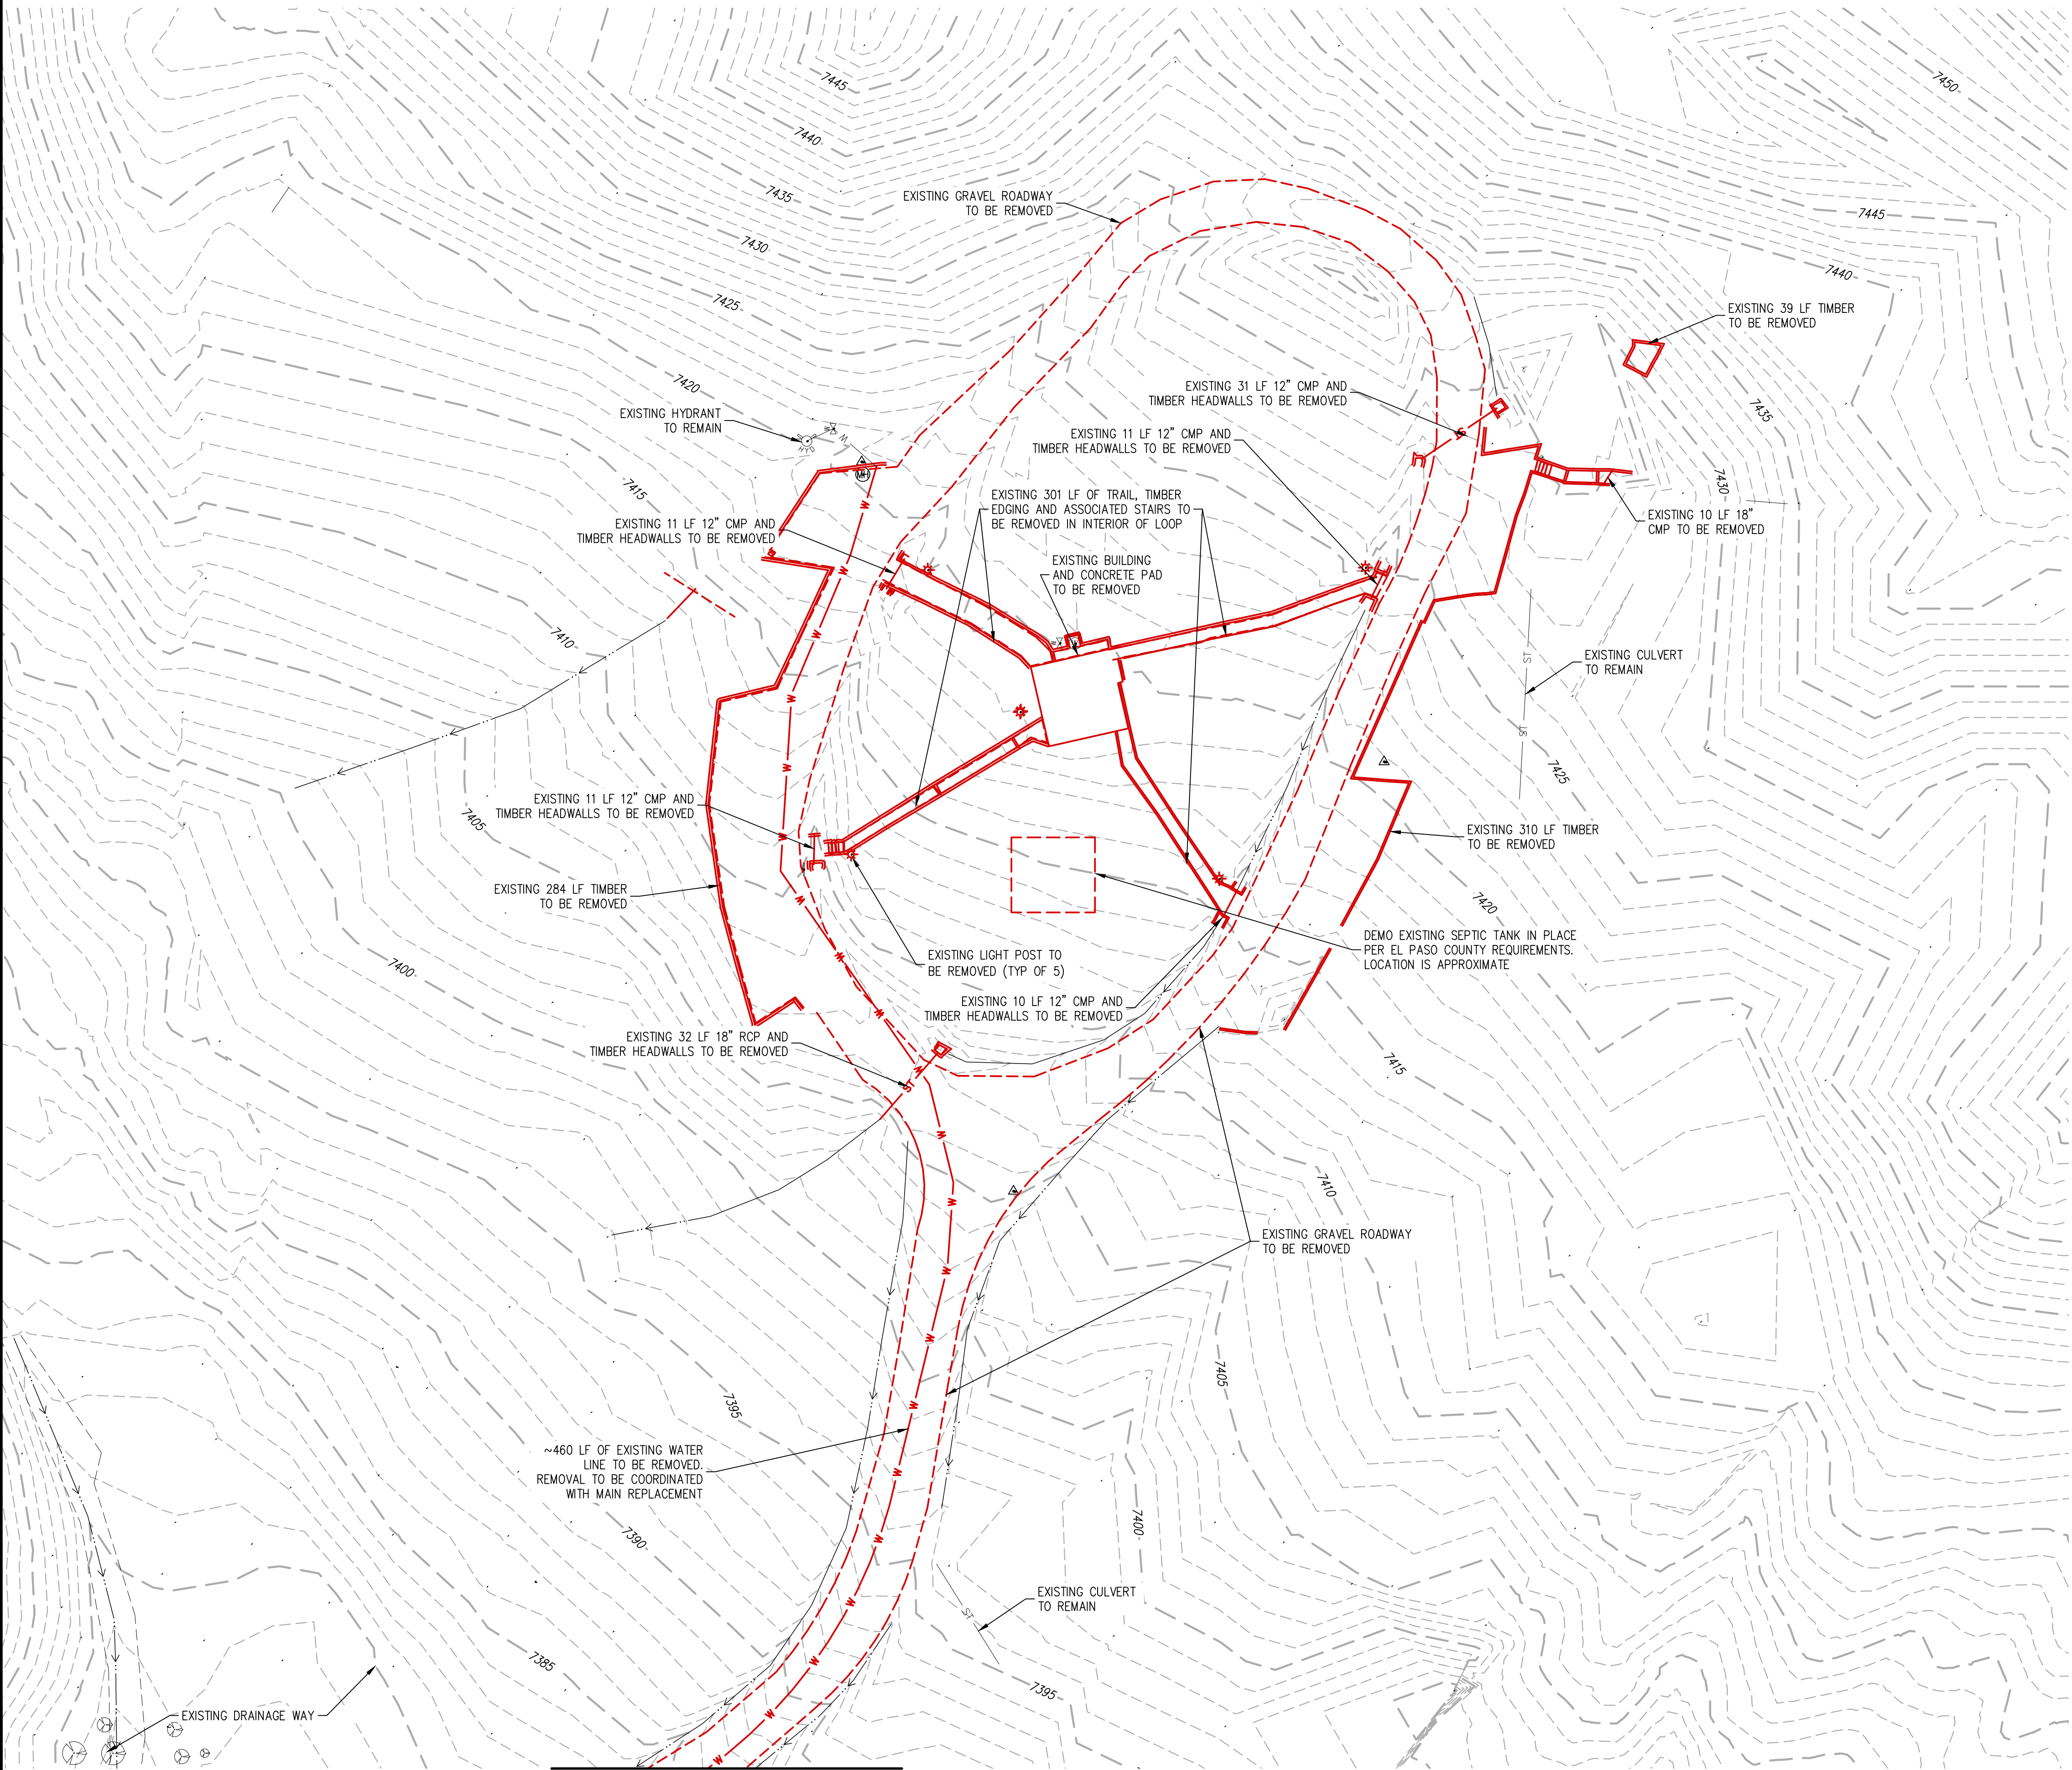 7445
7450
7440
7435
EXISTING GRAVEL ROADWAY
TO BE REMOVED
7445
7430
7440
7425
EXISTING 39 LF TIMBER
TO BE REMOVED
7420
EXISTING 31 LF 12" CMP AND
TIMBER HEADWALLS TO BE REMOVED
7435
EXISTING HYDRANT
TO REMAIN
HYD
W
EXISTING 11 LF 12" CMP AND
TIMBER HEADWALLS TO BE REMOVED
ST
MH
7430
7415
EXISTING 301 LF OF TRAIL, TIMBER
EDGING AND ASSOCIATED STAIRS TO
BE REMOVED IN INTERIOR OF LOOP
W
EXISTING 10 LF 18"
CMP TO BE REMOVED
EXISTING 11 LF 12" CMP AND
TIMBER HEADWALLS TO BE REMOVED
EXISTING BUILDING
AND CONCRETE PAD
TO BE REMOVED
W
7410
W
EXISTING CULVERT
TO REMAIN
ST
W
ST
W
7425
EXISTING 11 LF 12" CMP AND
TIMBER HEADWALLS TO BE REMOVED
7405
W
EXISTING 310 LF TIMBER
TO BE REMOVED
EXISTING 284 LF TIMBER
TO BE REMOVED
W
7420
DEMO EXISTING SEPTIC TANK IN PLACE
PER EL PASO COUNTY REQUIREMENTS.
LOCATION IS APPROXIMATE
7400
EXISTING LIGHT POST TO
BE REMOVED (TYP OF 5)
W
EXISTING 10 LF 12" CMP AND
TIMBER HEADWALLS TO BE REMOVED
W
EXISTING 32 LF 18" RCP AND
TIMBER HEADWALLS TO BE REMOVED
7415
W
ST
W
7410
W
EXISTING GRAVEL ROADWAY
TO BE REMOVED
W
W
7405
7395
W
~460 LF OF EXISTING WATER
LINE TO BE REMOVED.
REMOVAL TO BE COORDINATED
WITH MAIN REPLACEMENT
W
7400
7390
W
EXISTING CULVERT
TO REMAIN
W
ST
7385
W
7395
EXISTING DRAINAGE WAY
W
W